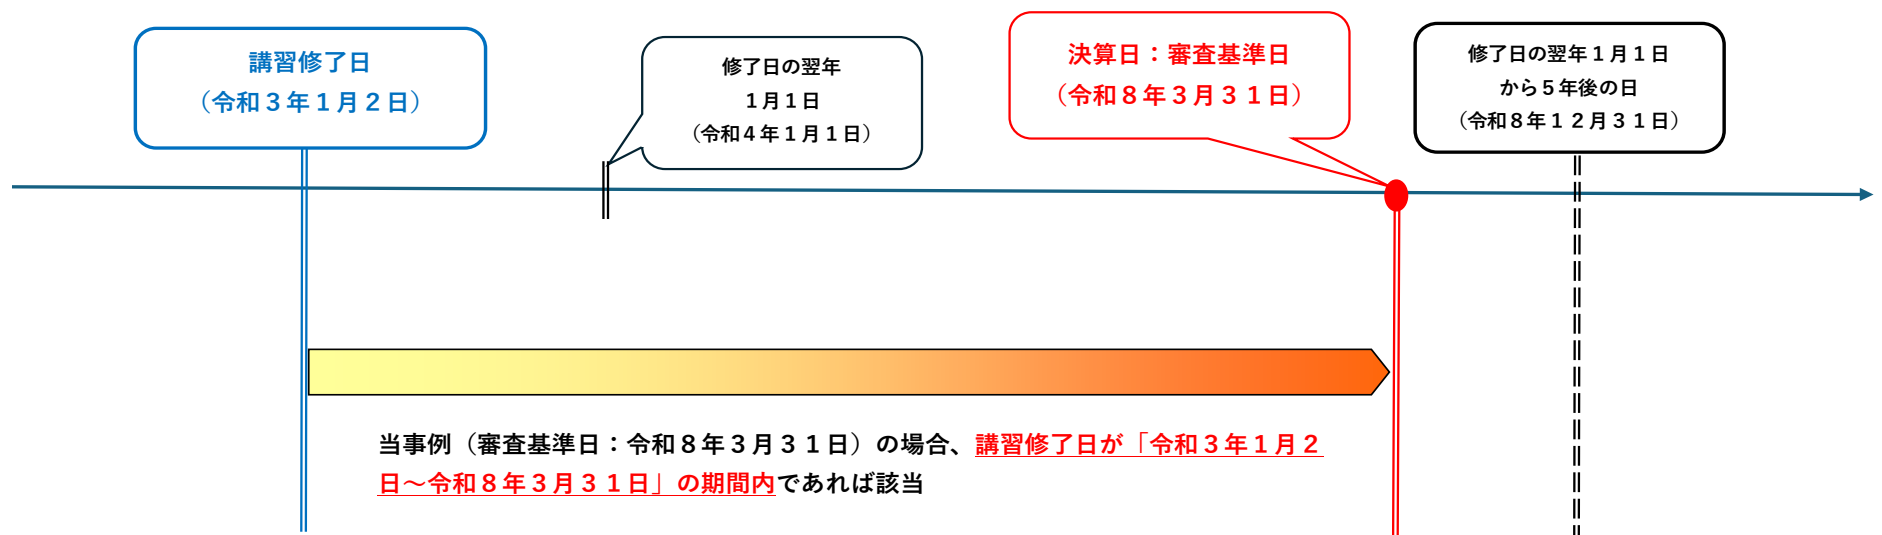 講習修了日
（令和３年１月２日）
修了日の翌年
１月１日
（令和４年１月１日）
決算日：審査基準日
（令和８年３月３１日）
修了日の翌年１月１日
から５年後の日
（令和８年１２月３１日）
当事例（審査基準日：令和８年３月３１日）の場合、講習修了日が「令和３年１月２
日～令和８年３月３１日」の期間内であれば該当